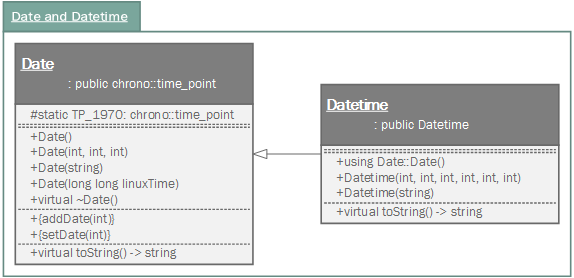 Date and Datetime
Date
: public chrono::time_point
#static TP_1970: chrono::time_point
+Date()
+Date(int, int, int)
+Date(string)
+Date(long long linuxTime)
+virtual ~Date()
+{addDate(int)}
+{setDate(int)}
+virtual toString() -> string
Datetime
: public Datetime
+using Date::Date()
+Datetime(int, int, int, int, int, int)
+Datetime(string)
+virtual toString() -> string